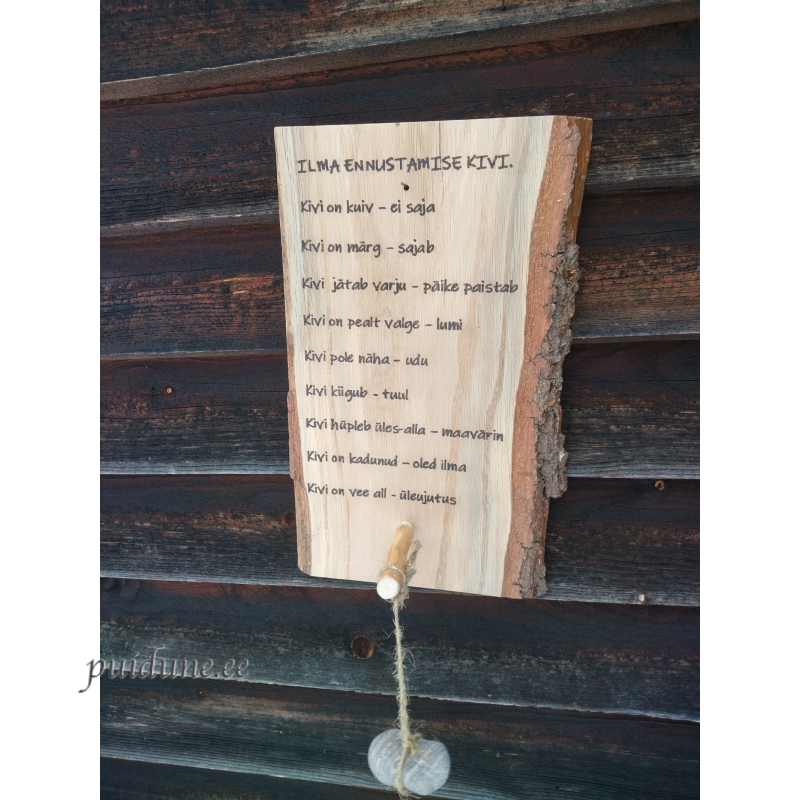 ILMA ENNUSTAMISE KIVI.
Kivi on kuiv - ei saja
Kivi on märg - sajab
Kivi jätab varju - päike paistab
Kivi on pealt valge - lumi
Kivi pole näha - udu
Kivi kiigub - tuul
Kivi hüpleb üles-alla - maavärin
Kivi on kadunud - oled ilma
Kivi on vee all - üleujutus
puidune.ee